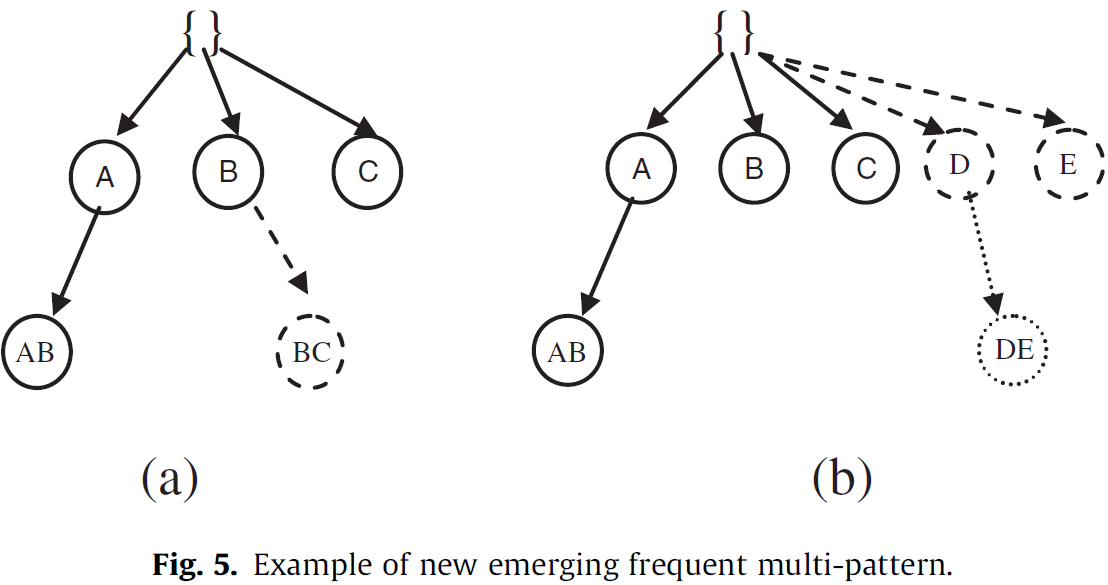 { } { }
A B C A B C D E
AB BC AB DE
(a) (b)
Fig. 5. Example of new emerging frequent multi-pattern.